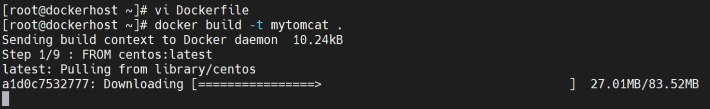 [root@dockerhost ~]# vi Dockerfile
[root@dockerhost ~]# docker build -t mytomcat .
Sending build context to Docker daemon  10.24kB
Step 1/9 : FROM centos:latest
latest: Pulling from library/centos
a1d0c7532777: Downloading [================>                                  ]  27.01MB/83.52MB